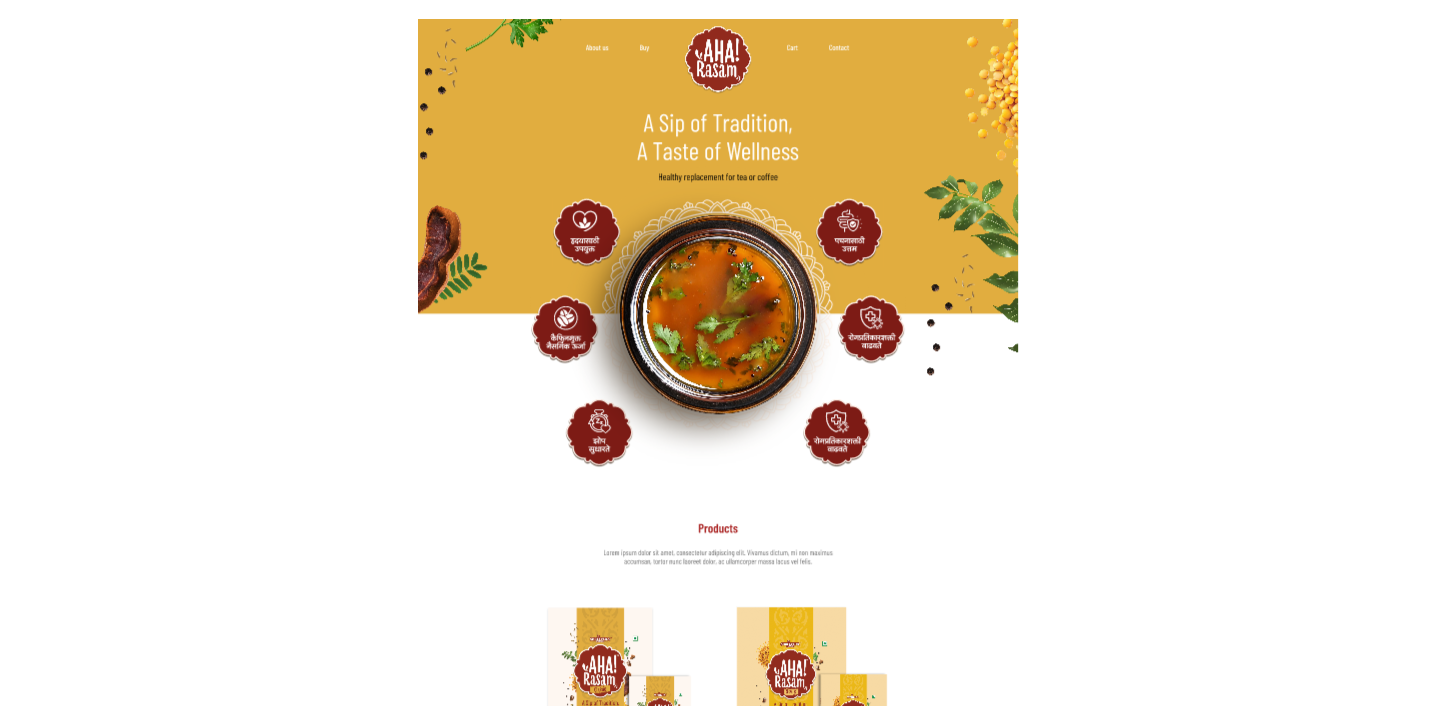 About us
Buy
AHA!
Rasam
Cart
Contact
A Sip of Tradition,
A Taste of Wellness
Healthy replacement for tea or coffee
हृदयासाठी
उपयुक्त
पचनासाठी
उत्तम
कैफिनमुक्त
नैसर्गिक ऊर्जा
रोगप्रतिकारशक्ती
वाढवते
झोप
सुधारते
रोगप्रतिकारशक्ती
वाढवते
Products
Lorem ipsum dolor sit amet, consectetur adipiscing elit. Vivamus dictum, mi non maximus
accumsan, tortor nunc laoreet dolor, ac ullamcorper massa lacus vel felis.
AHA!
Rasam
AHA!
AHA!
Rasam